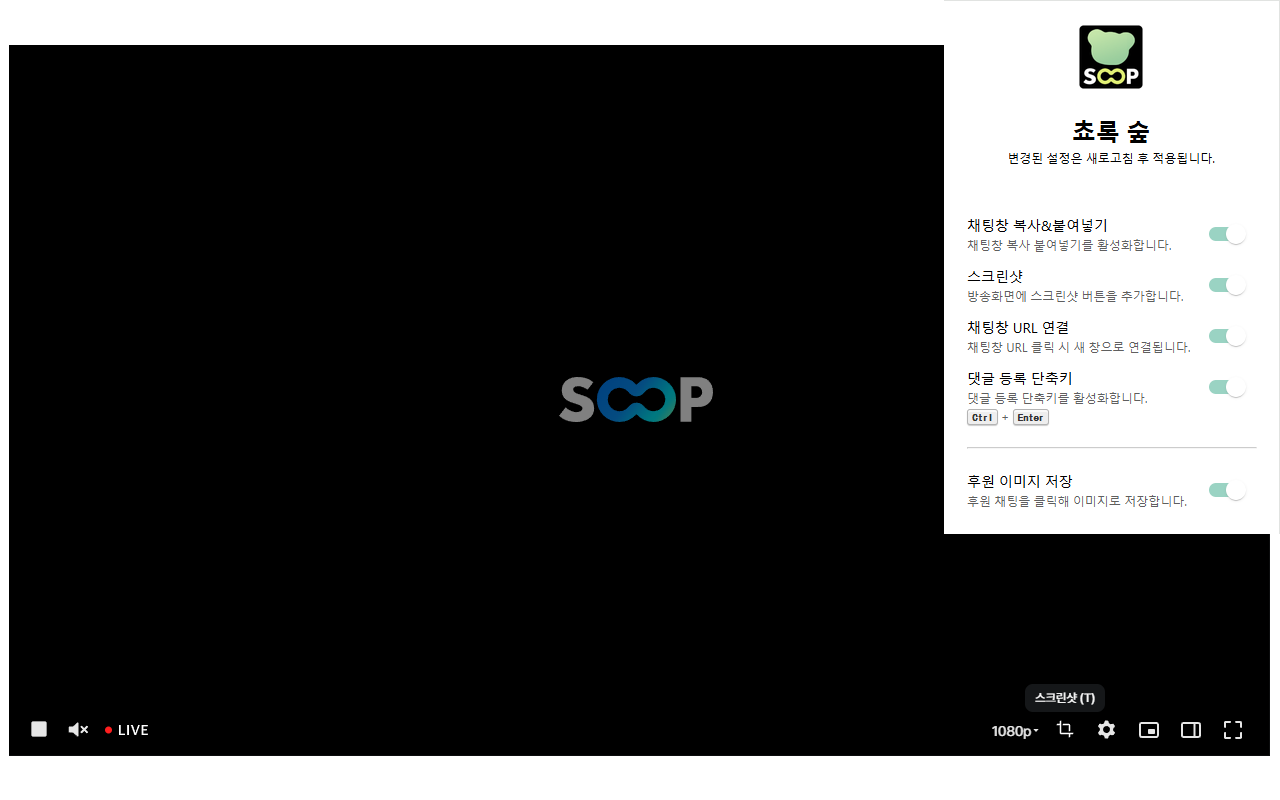 SOOP
쵸록 숲
변경된 설정은 새로고침 후 적용됩니다.
채팅창 복사&붙여넣기
채팅창 복사 붙여넣기를 활성화합니다.
스크린샷
방송화면에 스크린샷 버튼을 추가합니다.
채팅창 URL 연결
채팅창 URL 클릭 시 새 창으로 연결됩니다.
댓글 등록 단축키
댓글 등록 단축키를 활성화합니다.
Ctrl + Enter
후원 이미지 저장
후원 채팅을 클릭해 이미지로 저장합니다.
SOOP
스크린샷 (T)
LIVE
1080p